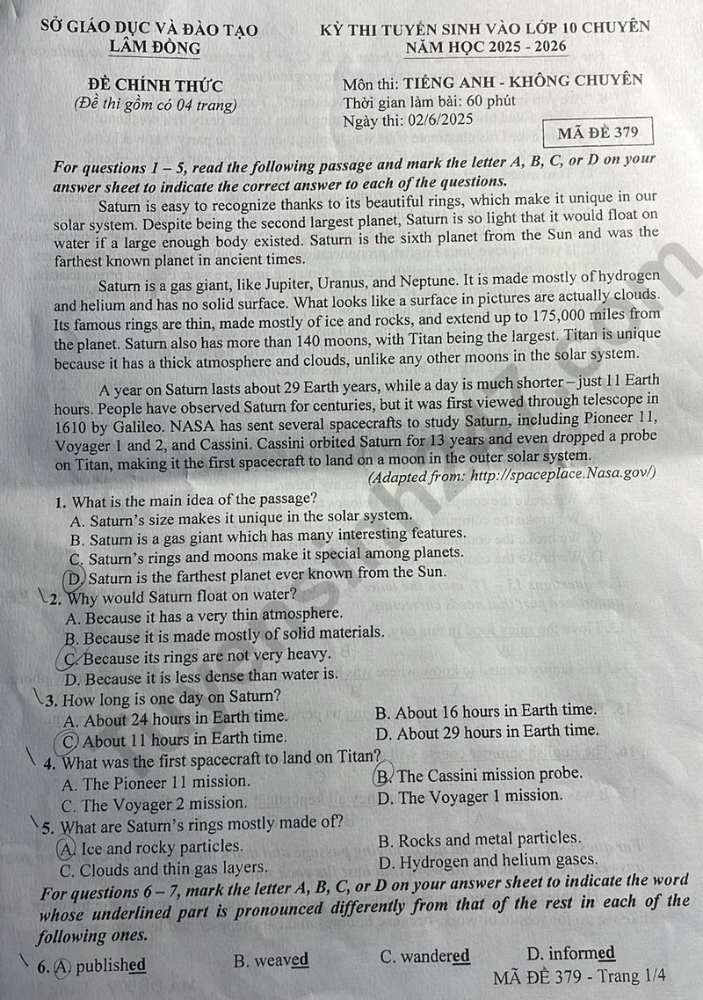 SỞ GIÁO DỤC VÀ ĐÀO TẠO
LÂM ĐỒNG
KỲ THI TUYỂN SINH VÀO LỚP 10 CHUYÊN
NĂM HỌC 2025 - 2026
ĐỀ CHÍNH THỨC
(Đề thi gồm có 04 trang)
Môn thi: TIẾNG ANH - KHÔNG CHUYÊN
Thời gian làm bài: 60 phút
Ngày thi: 02/6/2025
MÃ ĐỀ 379
For questions 1 – 5, read the following passage and mark the letter A, B, C, or D on your
answer sheet to indicate the correct answer to each of the questions.
Saturn is easy to recognize thanks to its beautiful rings, which make it unique in our
solar system. Despite being the second largest planet, Saturn is so light that it would float on
water if a large enough body existed. Saturn is the sixth planet from the Sun and was the
farthest known planet in ancient times.
Saturn is a gas giant, like Jupiter, Uranus, and Neptune. It is made mostly of hydrogen
and helium and has no solid surface. What looks like a surface in pictures are actually clouds.
Its famous rings are thin, made mostly of ice and rocks, and extend up to 175,000 miles from
the planet. Saturn also has more than 140 moons, with Titan being the largest. Titan is unique
because it has a thick atmosphere and clouds, unlike any other moons in the solar system.
A year on Saturn lasts about 29 Earth years, while a day is much shorter – just 11 Earth
hours. People have observed Saturn for centuries, but it was first viewed through telescope in
1610 by Galileo. NASA has sent several spacecrafts to study Saturn, including Pioneer 11,
Voyager 1 and 2, and Cassini. Cassini orbited Saturn for 13 years and even dropped a probe
on Titan, making it the first spacecraft to land on a moon in the outer solar system.
(Adapted from: http://spaceplace.Nasa.gov/)
1. What is the main idea of the passage?
A. Saturn's size makes it unique in the solar system.
B. Saturn is a gas giant which has many interesting features.
C. Saturn's rings and moons make it special among planets.
D. Saturn is the farthest planet ever known from the Sun.
2. Why would Saturn float on water?
A. Because it has a very thin atmosphere.
B. Because it is made mostly of solid materials.
C. Because its rings are not very heavy.
D. Because it is less dense than water is.
3. How long is one day on Saturn?
A. About 24 hours in Earth time. B. About 16 hours in Earth time.
C. About 11 hours in Earth time. D. About 29 hours in Earth time.
4. What was the first spacecraft to land on Titan?
A. The Pioneer 11 mission. B. The Cassini mission probe.
C. The Voyager 2 mission. D. The Voyager 1 mission.
5. What are Saturn's rings mostly made of?
A. Ice and rocky particles. B. Rocks and metal particles.
C. Clouds and thin gas layers. D. Hydrogen and helium gases.
For questions 6 – 7, mark the letter A, B, C, or D on your answer sheet to indicate the word
whose underlined part is pronounced differently from that of the rest in each of the
following ones.
6. A. published B. weaved C. wandered D. informed
MÃ ĐỀ 379 - Trang 1/4